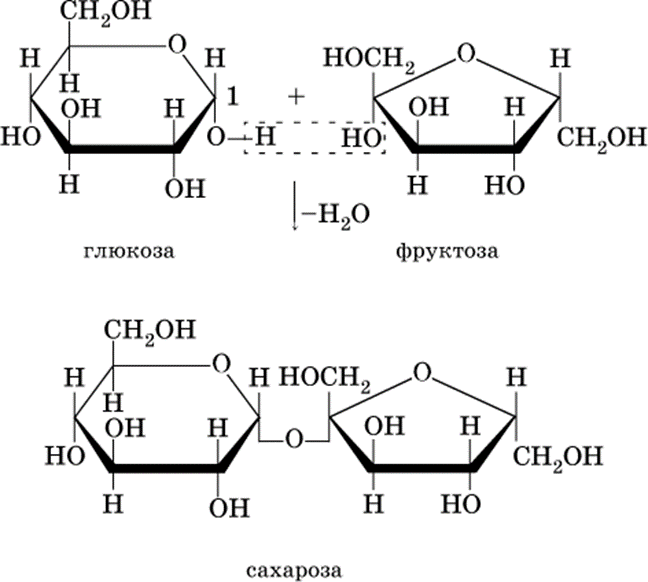 CH₂OH
H O H HOCH₂ O H
H 1 +
OH H OH H
HO O–H HO CH₂OH
H OH H HO
–H₂O
глюкоза фруктоза
CH₂OH
H O H HOCH₂ O H
H
OH H OH H
HO O CH₂OH
H OH H HO
сахароза